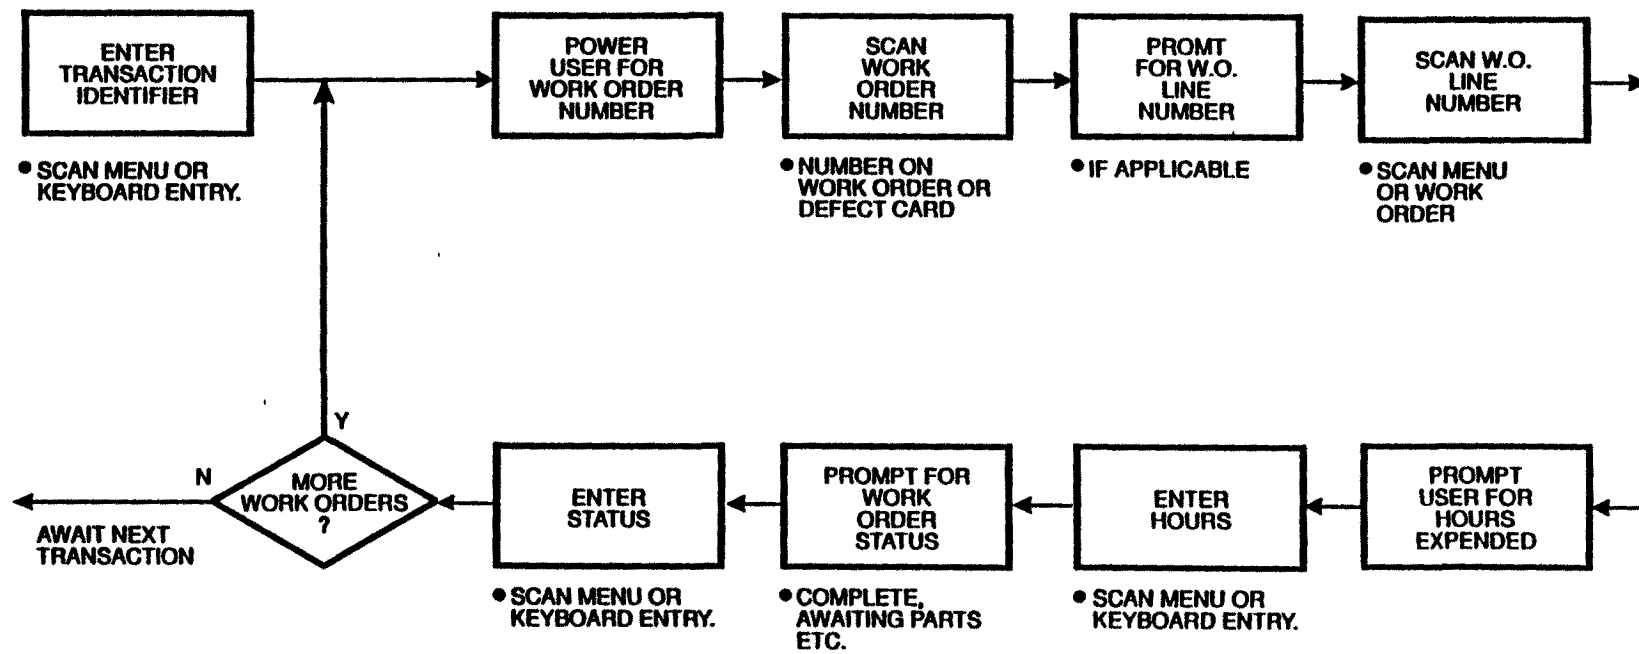 ENTER
TRANSACTION
IDENTIFIER
POWER
USER FOR
WORK ORDER
NUMBER
SCAN
WORK
ORDER
NUMBER
PROMT
FOR W.O.
LINE
NUMBER
SCAN W.O.
LINE
NUMBER
● SCAN MENU OR
KEYBOARD ENTRY.
● NUMBER ON
WORK ORDER OR
DEFECT CARD
● IF APPLICABLE
● SCAN MENU
OR WORK
ORDER
Y
N
MORE
WORK ORDERS
?
AWAIT NEXT
TRANSACTION
ENTER
STATUS
PROMPT FOR
WORK
ORDER
STATUS
ENTER
HOURS
PROMPT
USER FOR
HOURS
EXPENDED
● SCAN MENU OR
KEYBOARD ENTRY.
● COMPLETE,
AWAITING PARTS
ETC.
● SCAN MENU OR
KEYBOARD ENTRY.